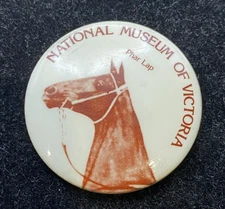 NATIONAL MUSEUM OF VICTORIA
Phar Lap